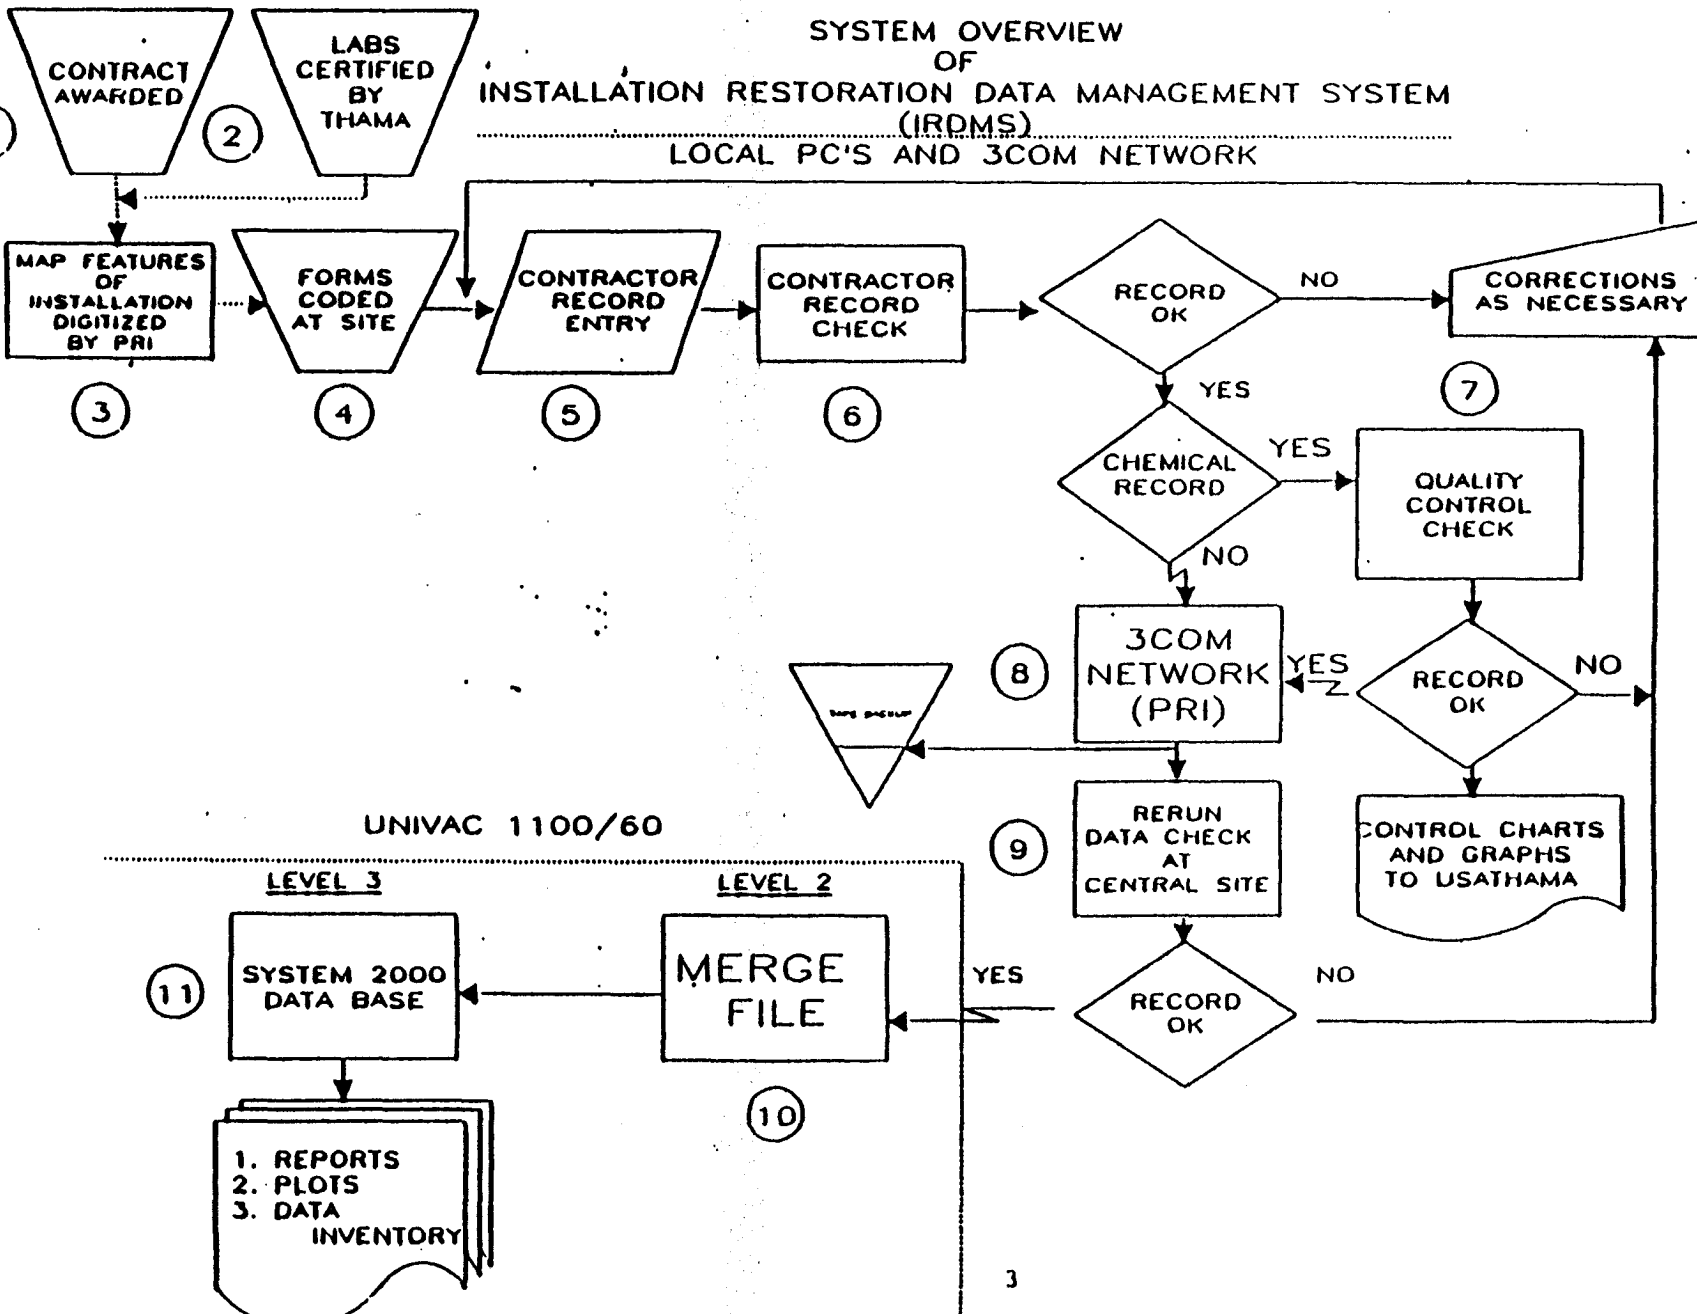 SYSTEM OVERVIEW
OF
INSTALLATION RESTORATION DATA MANAGEMENT SYSTEM
(IRDMS)
LOCAL PC'S AND 3COM NETWORK
CONTRACT
AWARDED
2
LABS
CERTIFIED
BY
THAMA
MAP FEATURES
OF
INSTALLATION
DIGITIZED
BY PRI
3
FORMS
CODED
AT SITE
4
CONTRACTOR
RECORD
ENTRY
5
CONTRACTOR
RECORD
CHECK
6
RECORD
OK
NO
CORRECTIONS
AS NECESSARY
YES
7
CHEMICAL
RECORD
YES
QUALITY
CONTROL
CHECK
NO
8
3COM
NETWORK
(PRI)
YES
RECORD
OK
NO
TAPE BACKUP
9
RERUN
DATA CHECK
AT
CENTRAL SITE
CONTROL CHARTS
AND GRAPHS
TO USATHAMA
UNIVAC 1100/60
LEVEL 3
LEVEL 2
11
SYSTEM 2000
DATA BASE
MERGE
FILE
YES
RECORD
OK
NO
10
1. REPORTS
2. PLOTS
3. DATA
INVENTORY
3